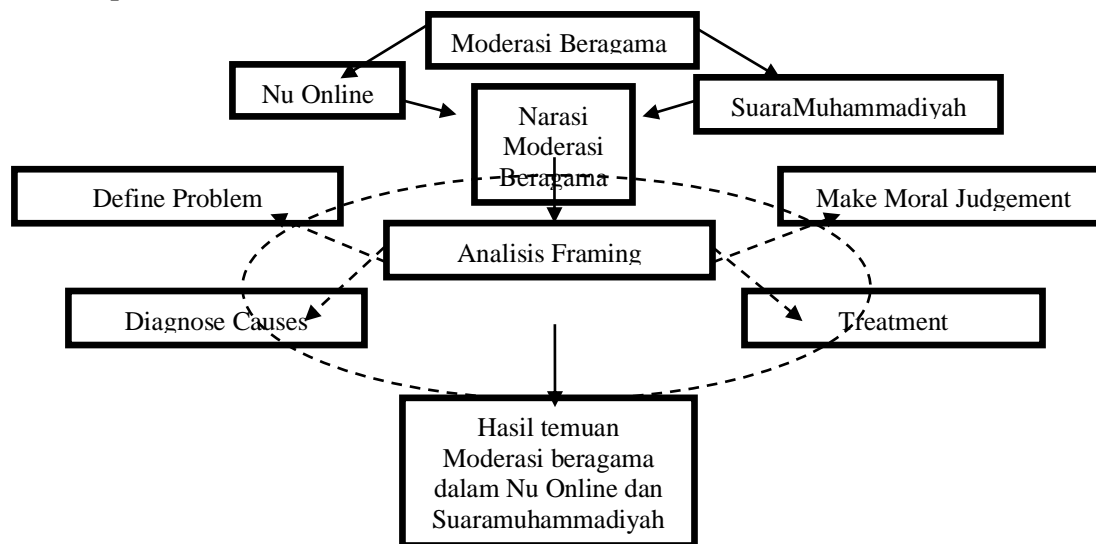 Moderasi Beragama
Nu Online
SuaraMuhammadiyah
Narasi
Moderasi
Beragama
Define Problem
Make Moral Judgement
Analisis Framing
Diagnose Causes
Treatment
Hasil temuan
Moderasi beragama
dalam Nu Online dan
Suaramuhammadiyah